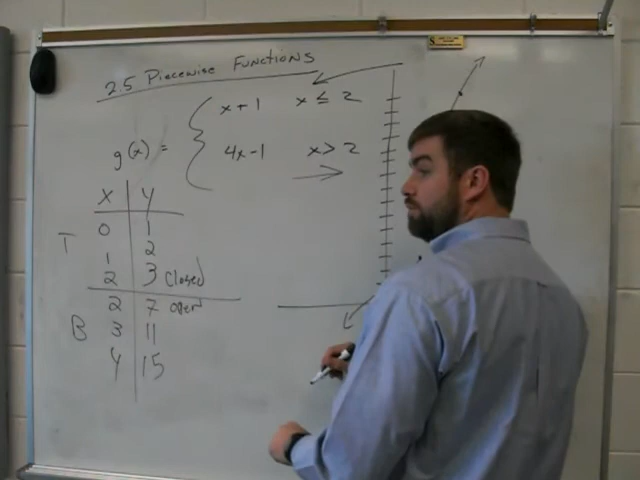 2.5 Piecewise Functions
g(x) = { x+1 x ≤ 2
4x-1 x > 2
X Y
0 1
T 1 2
2 3 closed
2 7 open
B 3 11
4 15